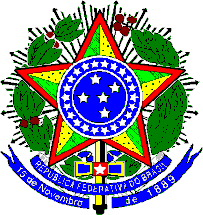 REPÚBLICA FEDERATIVA DO BRASIL
15 de Novembro de 1889